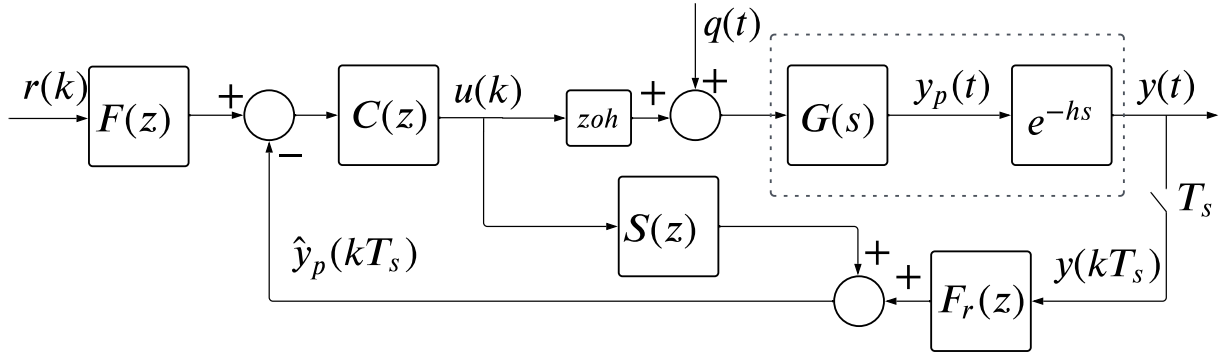 q(t)
r(k) F(z) + − C(z) u(k) zoh + + G(s) y_p(t) e^{-hs} y(t)
T_s
S(z)
ŷ_p(kT_s) + + F_r(z) y(kT_s)